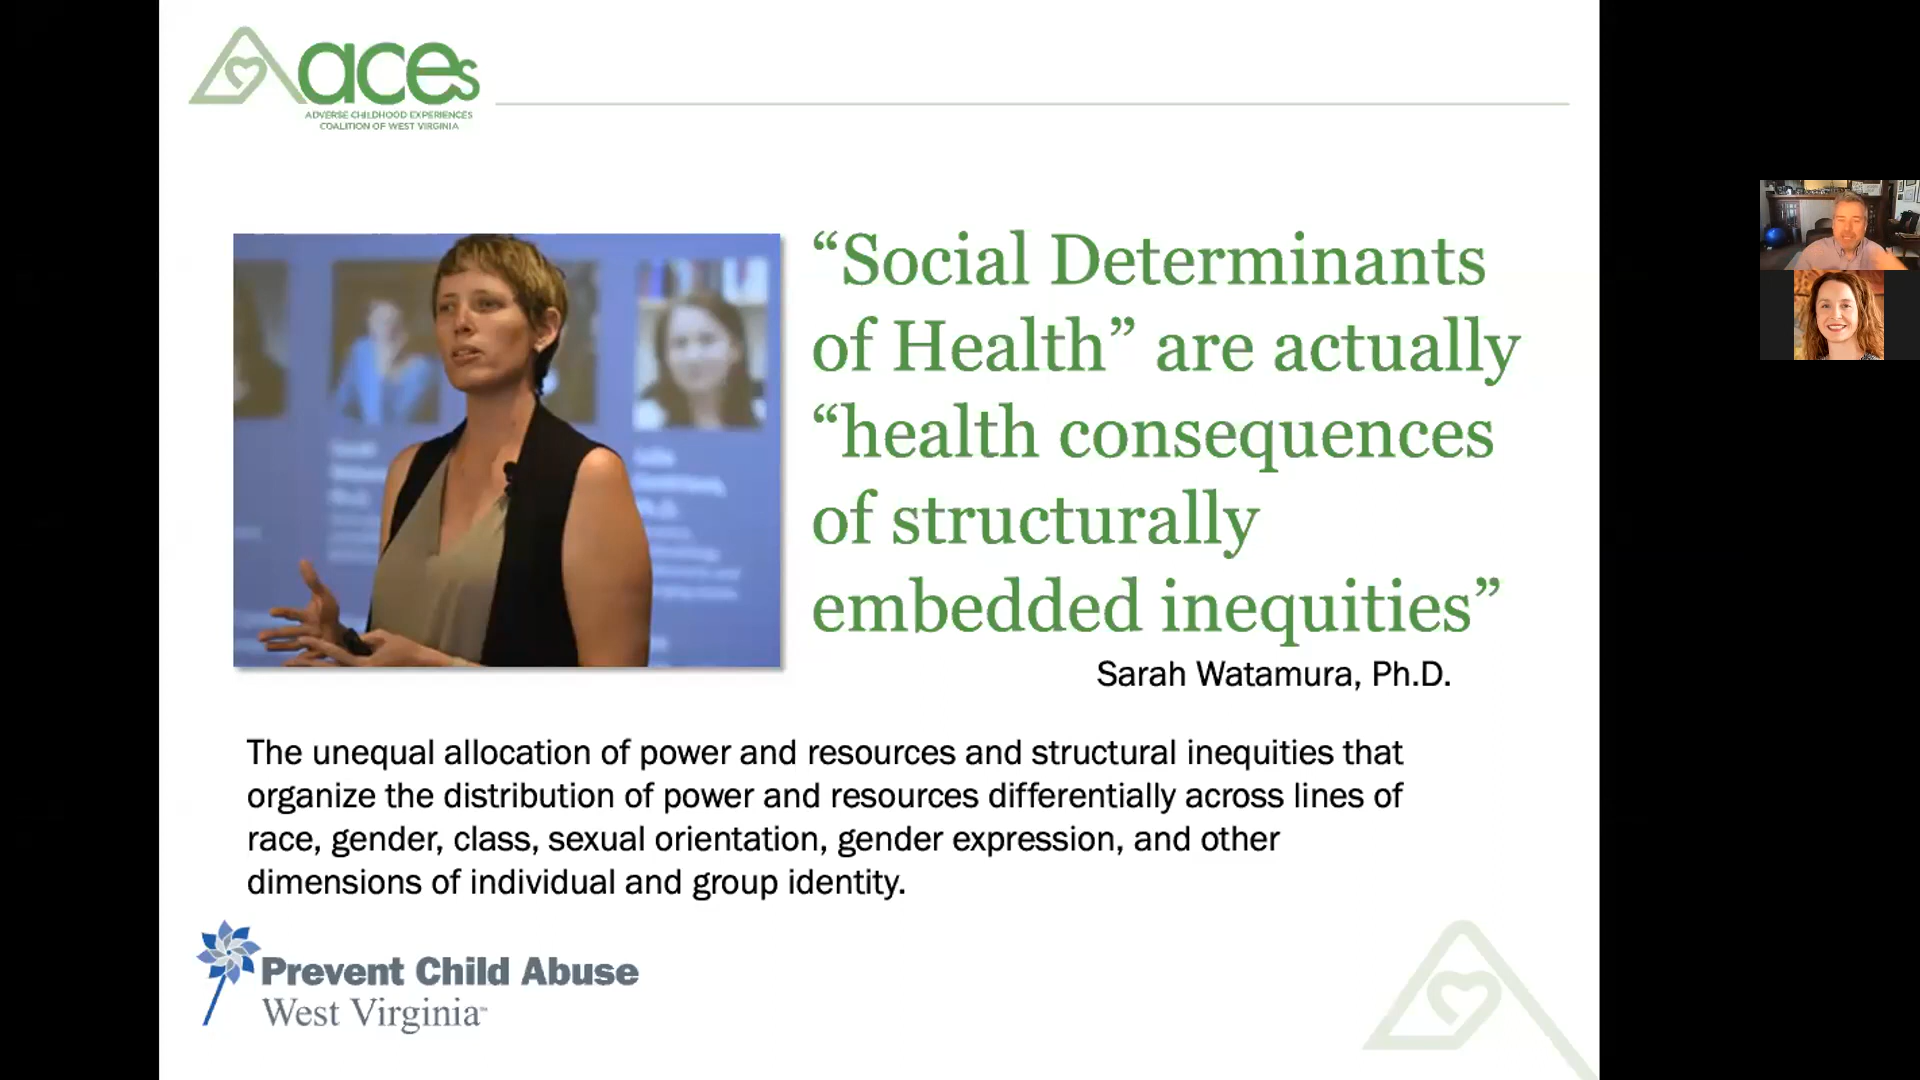 aces
ADVERSE CHILDHOOD EXPERIENCES
COALITION OF WEST VIRGINIA
“Social Determinants
of Health” are actually
“health consequences
of structurally
embedded inequities”
Sarah Watamura, Ph.D.
The unequal allocation of power and resources and structural inequities that
organize the distribution of power and resources differentially across lines of
race, gender, class, sexual orientation, gender expression, and other
dimensions of individual and group identity.
Prevent Child Abuse
West Virginia™